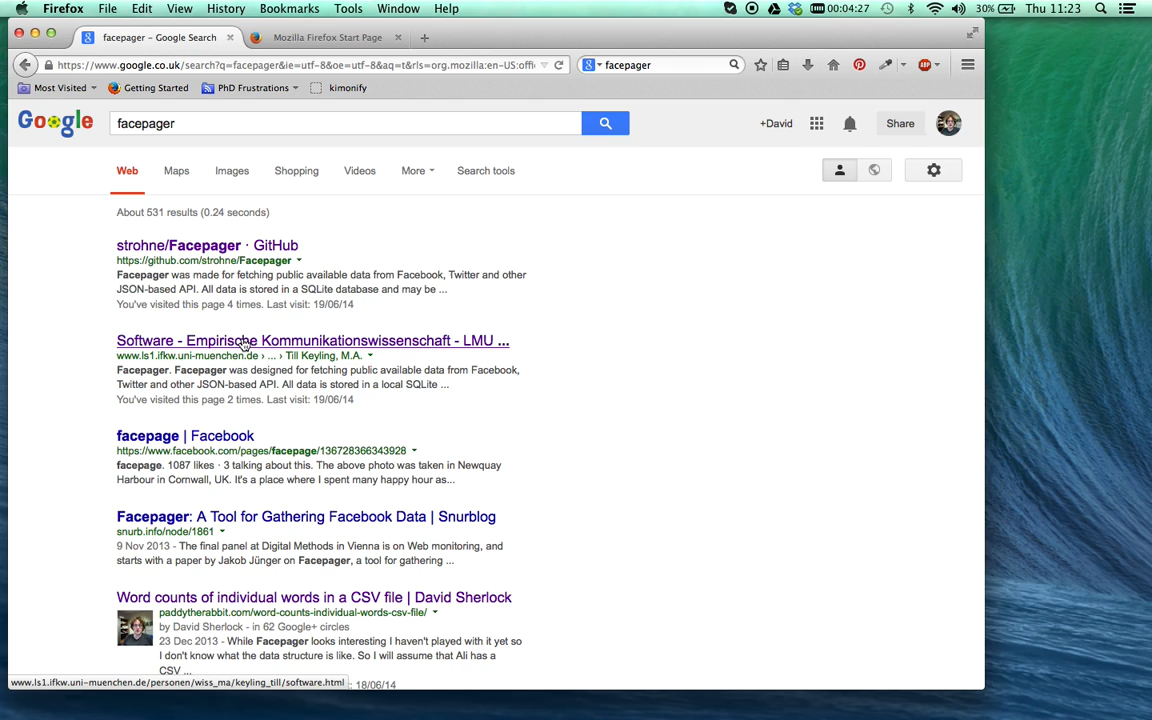 Firefox File Edit View History Bookmarks Tools Window Help 00:04:27 30% Thu 11:23
facepager - Google Search Mozilla Firefox Start Page
https://www.google.co.uk/search?q=facepager&ie=utf-8&oe=utf-8&aq=t&rls=org.mozilla:en-US:offi facepager
Most Visited Getting Started PhD Frustrations kimonify
Google facepager +David Share
Web Maps Images Shopping Videos More Search tools
About 531 results (0.24 seconds)
strohne/Facepager · GitHub
https://github.com/strohne/Facepager
Facepager was made for fetching public available data from Facebook, Twitter and other
JSON-based API. All data is stored in a SQLite database and may be ...
You've visited this page 4 times. Last visit: 19/06/14
Software - Empirische Kommunikationswissenschaft - LMU ...
www.ls1.ifkw.uni-muenchen.de › ... › Till Keyling, M.A.
Facepager. Facepager was designed for fetching public available data from Facebook,
Twitter and other JSON-based API. All data is stored in a local SQLite ...
You've visited this page 2 times. Last visit: 19/06/14
facepage | Facebook
https://www.facebook.com/pages/facepage/136728366343928
facepage. 1087 likes · 3 talking about this. The above photo was taken in Newquay
Harbour in Cornwall, UK. It's a place where I spent many happy hour as...
Facepager: A Tool for Gathering Facebook Data | Snurblog
snurb.info/node/1861
9 Nov 2013 - The final panel at Digital Methods in Vienna is on Web monitoring, and
starts with a paper by Jakob Jünger on Facepager, a tool for gathering ...
Word counts of individual words in a CSV file | David Sherlock
paddytherabbit.com/word-counts-individual-words-csv-file/
by David Sherlock - in 62 Google+ circles
23 Dec 2013 - While Facepager looks interesting I haven't played with it yet so
I don't know what the data structure is like. So I will assume that Ali has a
CSV ...
www.ls1.ifkw.uni-muenchen.de/personen/wiss_ma/keyling_till/software.html : 18/06/14